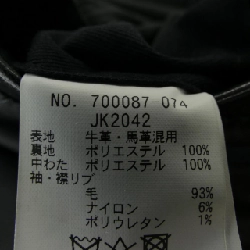 NO. 700087 074
JK2042
表地 牛革・馬革混用
裏地 ポリエステル 100%
中わた ポリエステル 100%
袖・襟リブ
毛 93%
ナイロン 6%
ポリウレタン 1%